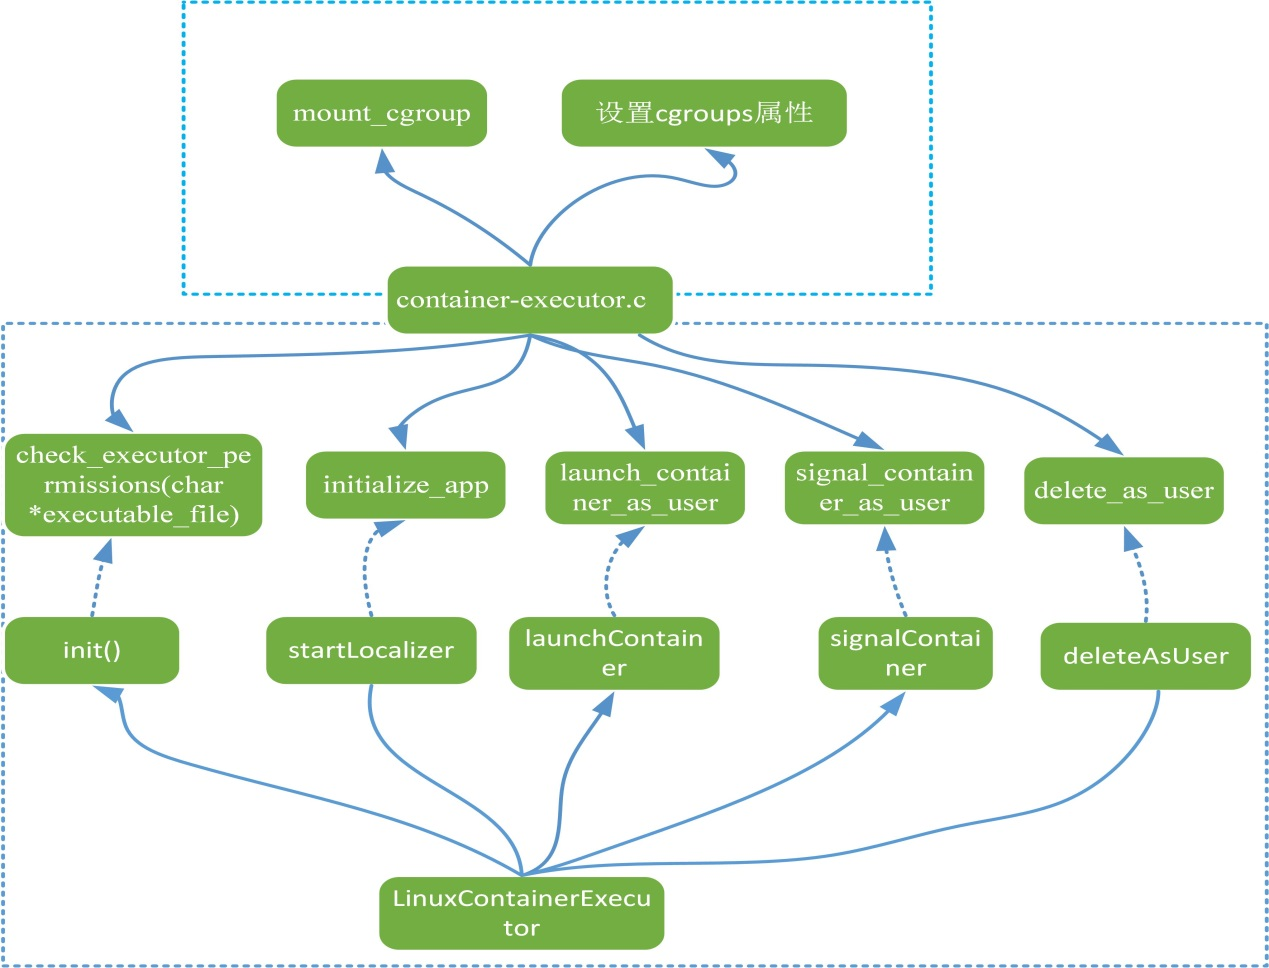 mount_cgroup
设置cgroups属性
container-executor.c
check_executor_pe
rmissions(char
*executable_file)
initialize_app
launch_contai
ner_as_user
signal_contain
er_as_user
delete_as_user
init()
startLocalizer
launchContain
er
signalContai
ner
deleteAsUser
LinuxContainerExecu
tor